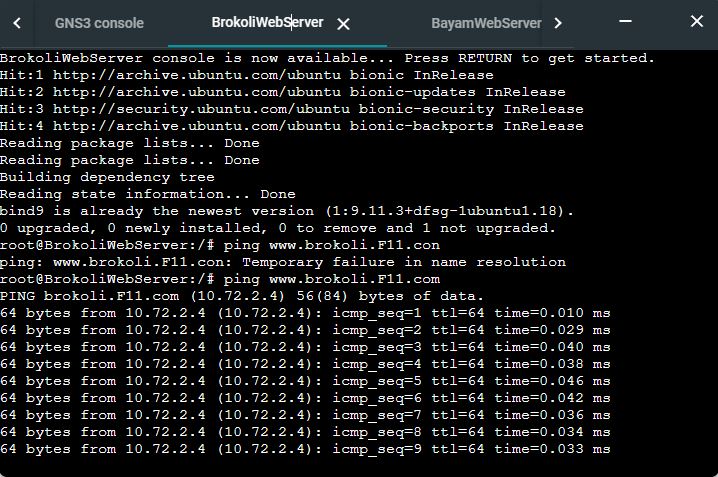 GNS3 console
BrokoliWebServer
BayamWebServer
BrokoliWebServer console is now available... Press RETURN to get started.
Hit:1 http://archive.ubuntu.com/ubuntu bionic InRelease
Hit:2 http://archive.ubuntu.com/ubuntu bionic-updates InRelease
Hit:3 http://security.ubuntu.com/ubuntu bionic-security InRelease
Hit:4 http://archive.ubuntu.com/ubuntu bionic-backports InRelease
Reading package lists... Done
Reading package lists... Done
Building dependency tree
Reading state information... Done
bind9 is already the newest version (1:9.11.3+dfsg-1ubuntu1.18).
0 upgraded, 0 newly installed, 0 to remove and 1 not upgraded.
root@BrokoliWebServer:/# ping www.brokoli.F11.con
ping: www.brokoli.F11.con: Temporary failure in name resolution
root@BrokoliWebServer:/# ping www.brokoli.F11.com
PING brokoli.F11.com (10.72.2.4) 56(84) bytes of data.
64 bytes from 10.72.2.4 (10.72.2.4): icmp_seq=1 ttl=64 time=0.010 ms
64 bytes from 10.72.2.4 (10.72.2.4): icmp_seq=2 ttl=64 time=0.029 ms
64 bytes from 10.72.2.4 (10.72.2.4): icmp_seq=3 ttl=64 time=0.040 ms
64 bytes from 10.72.2.4 (10.72.2.4): icmp_seq=4 ttl=64 time=0.038 ms
64 bytes from 10.72.2.4 (10.72.2.4): icmp_seq=5 ttl=64 time=0.046 ms
64 bytes from 10.72.2.4 (10.72.2.4): icmp_seq=6 ttl=64 time=0.042 ms
64 bytes from 10.72.2.4 (10.72.2.4): icmp_seq=7 ttl=64 time=0.036 ms
64 bytes from 10.72.2.4 (10.72.2.4): icmp_seq=8 ttl=64 time=0.034 ms
64 bytes from 10.72.2.4 (10.72.2.4): icmp_seq=9 ttl=64 time=0.033 ms